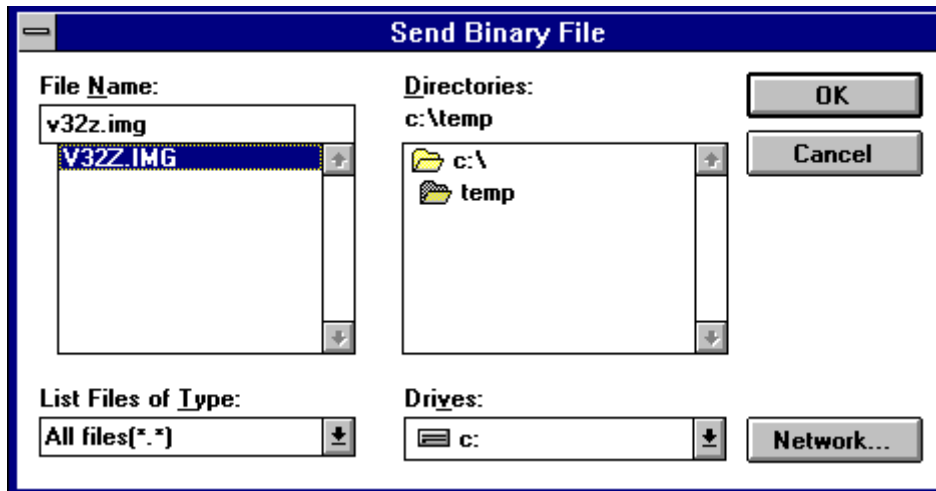 Send Binary File
File Name:
v32z.img
V32Z.IMG
List Files of Type:
All files(*.*)
Directories:
c:\temp
c:\
temp
Drives:
c:
OK
Cancel
Network...